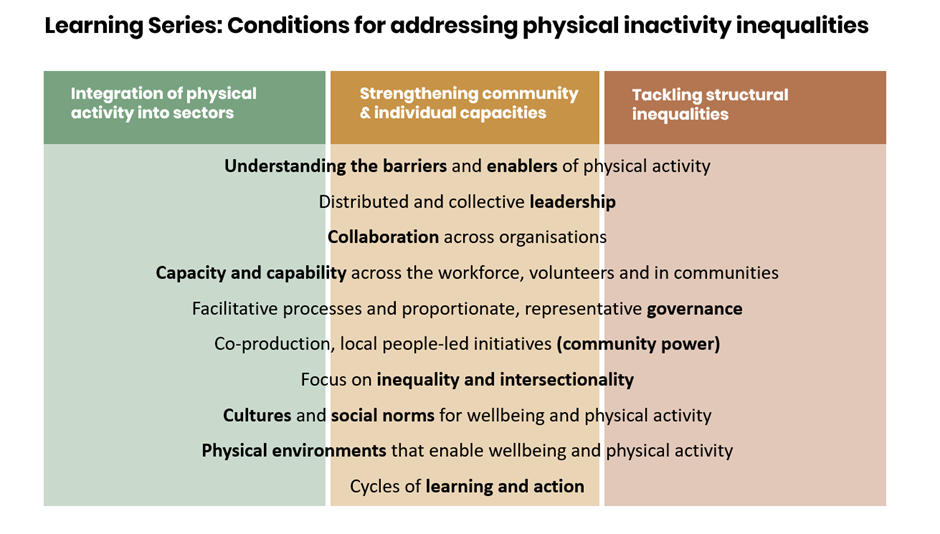 Learning Series: Conditions for addressing physical inactivity inequalities
Integration of physical
activity into sectors
Strengthening community
& individual capacities
Tackling structural
inequalities
Understanding the barriers and enablers of physical activity
Distributed and collective leadership
Collaboration across organisations
Capacity and capability across the workforce, volunteers and in communities
Facilitative processes and proportionate, representative governance
Co-production, local people-led initiatives (community power)
Focus on inequality and intersectionality
Cultures and social norms for wellbeing and physical activity
Physical environments that enable wellbeing and physical activity
Cycles of learning and action